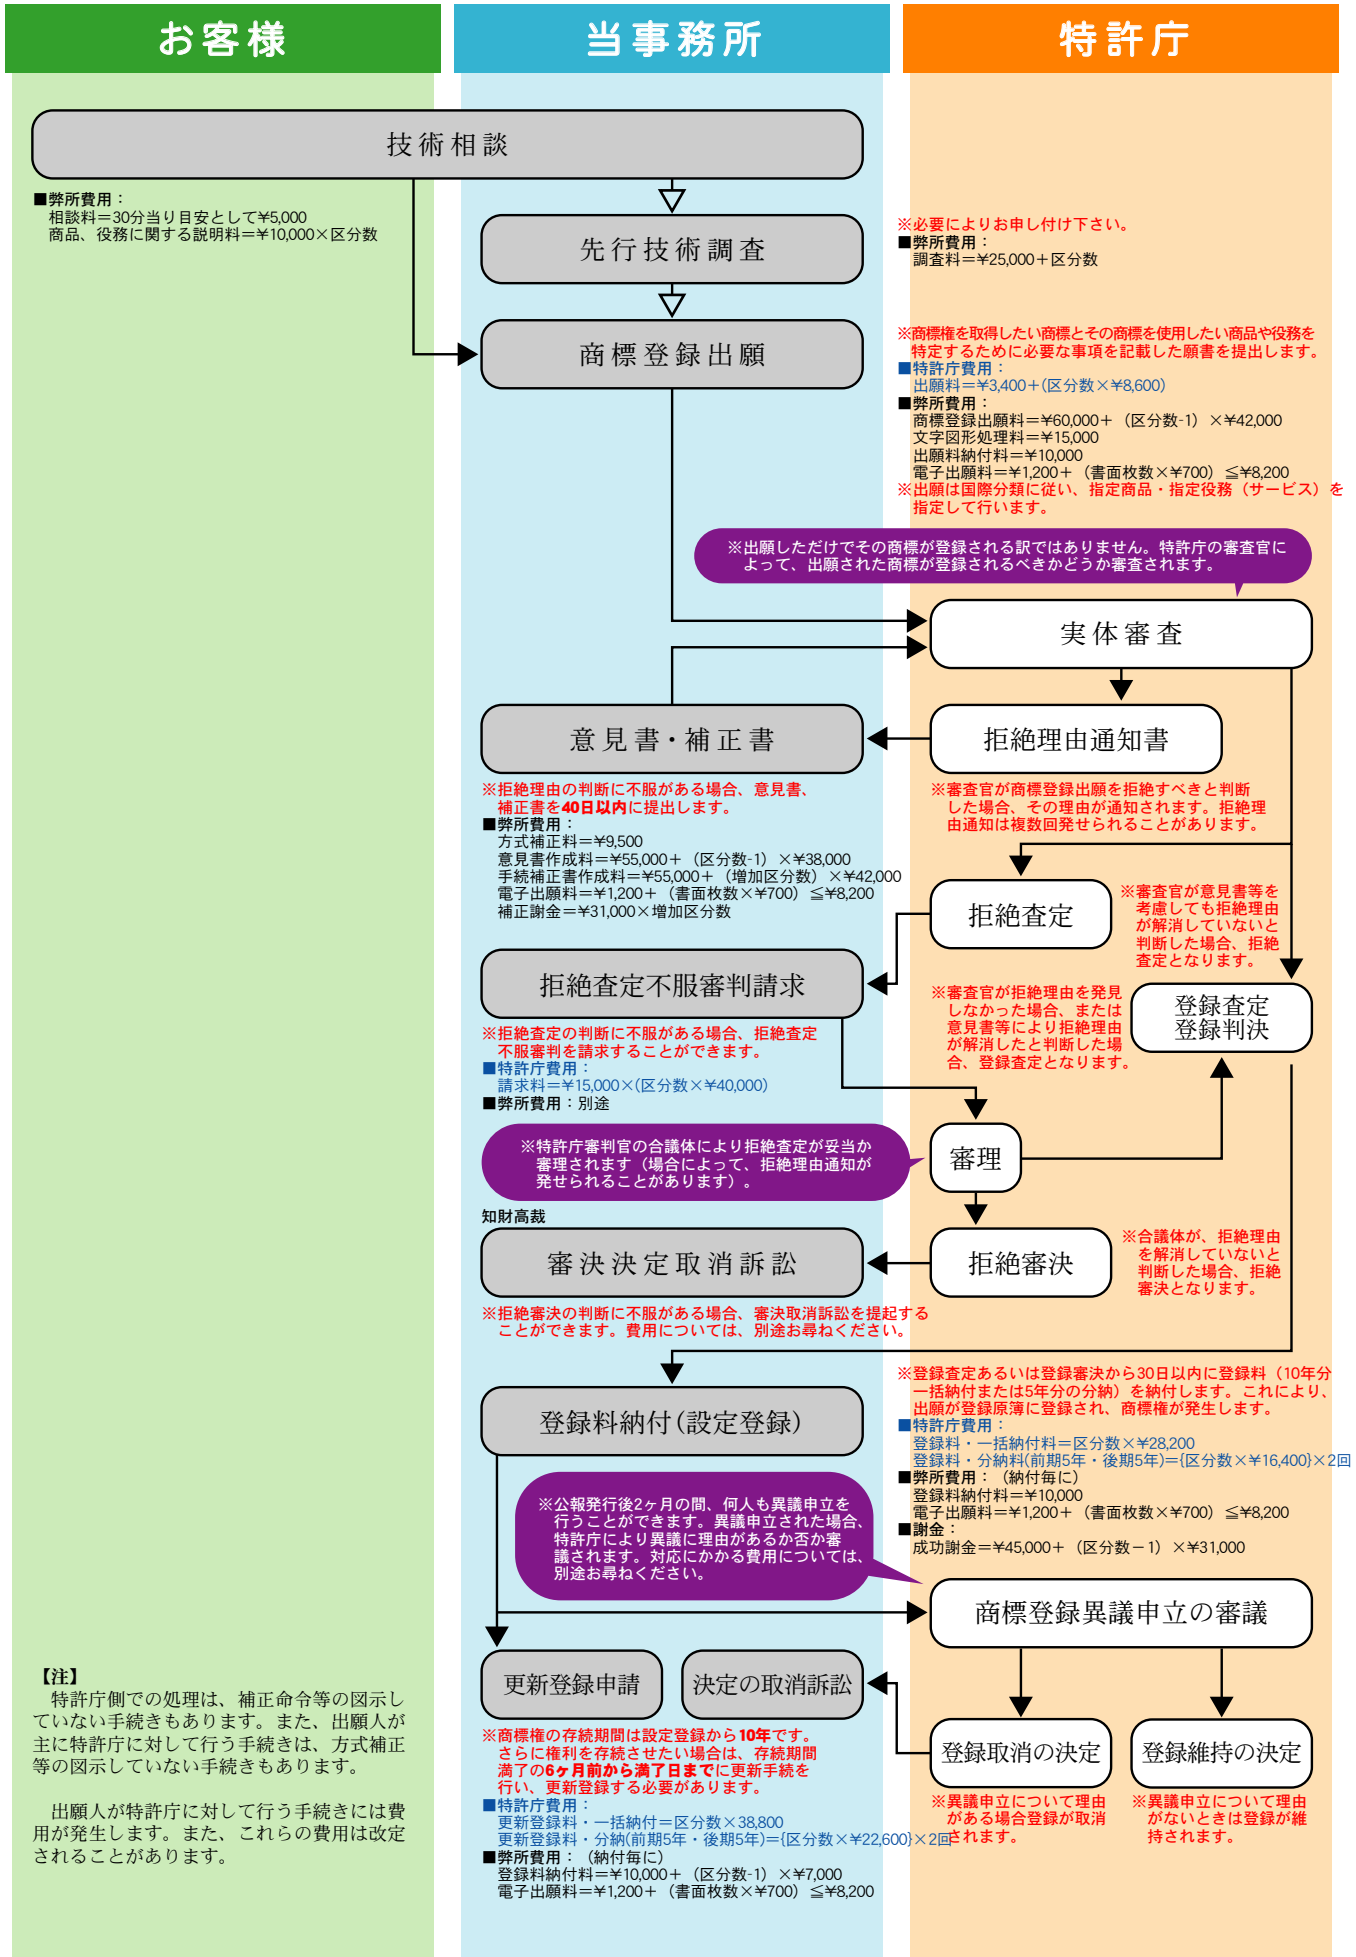 お客様
当事務所
特許庁
技術相談
■弊所費用：
相談料＝30分当り目安として¥5,000
商品、役務に関する説明料＝¥10,000×区分数
先行技術調査
※必要によりお申し付け下さい。
■弊所費用：
調査料＝¥25,000＋区分数
商標登録出願
※商標権を取得したい商標とその商標を使用したい商品や役務を
特定するために必要な事項を記載した願書を提出します。
■特許庁費用：
出願料＝¥3,400＋(区分数×¥8,600)
■弊所費用：
商標登録出願料＝¥60,000＋（区分数-1）×¥42,000
文字図形処理料＝¥15,000
出願料納付料＝¥10,000
電子出願料＝¥1,200＋（書面枚数×¥700）≦¥8,200
※出願は国際分類に従い、指定商品・指定役務（サービス）を
指定して行います。
※出願しただけでその商標が登録される訳ではありません。特許庁の審査官に
よって、出願された商標が登録されるべきかどうか審査されます。
実体審査
意見書・補正書
拒絶理由通知書
※拒絶理由の判断に不服がある場合、意見書、
補正書を40日以内に提出します。
■弊所費用：
方式補正料＝¥9,500
意見書作成料＝¥55,000＋（区分数-1）×¥38,000
手続補正書作成料＝¥55,000＋（増加区分数）×¥42,000
電子出願料＝¥1,200＋（書面枚数×¥700）≦¥8,200
補正謝金＝¥31,000×増加区分数
※審査官が商標登録出願を拒絶すべきと判断
した場合、その理由が通知されます。拒絶理
由通知は複数回発せられることがあります。
拒絶査定
※審査官が意見書等を
考慮しても拒絶理由
が解消していないと
判断した場合、拒絶
査定となります。
拒絶査定不服審判請求
※拒絶査定の判断に不服がある場合、拒絶査定
不服審判を請求することができます。
■特許庁費用：
請求料＝¥15,000×(区分数×¥40,000)
■弊所費用：別途
※審査官が拒絶理由を発見
しなかった場合、または
意見書等により拒絶理由
が解消したと判断した場
合、登録査定となります。
登録査定
登録判決
※特許庁審判官の合議体により拒絶査定が妥当か
審理されます（場合によって、拒絶理由通知が
発せられることがあります）。
審理
知財高裁
審決決定取消訴訟
拒絶審決
※合議体が、拒絶理由
を解消していないと
判断した場合、拒絶
審決となります。
※拒絶審決の判断に不服がある場合、審決取消訴訟を提起する
ことができます。費用については、別途お尋ねください。
登録料納付(設定登録)
※登録査定あるいは登録審決から30日以内に登録料（10年分
一括納付または5年分の分納）を納付します。これにより、
出願が登録原簿に登録され、商標権が発生します。
■特許庁費用：
登録料・一括納付料＝区分数×¥28,200
登録料・分納料(前期5年・後期5年)＝{区分数×¥16,400}×2回
■弊所費用：（納付毎に）
登録料納付料＝¥10,000
電子出願料＝¥1,200＋（書面枚数×¥700）≦¥8,200
■謝金：
成功謝金＝¥45,000＋（区分数－1）×¥31,000
※公報発行後2ヶ月の間、何人も異議申立を
行うことができます。異議申立された場合、
特許庁により異議に理由があるか否か審
議されます。対応にかかる費用については、
別途お尋ねください。
商標登録異議申立の審議
更新登録申請
決定の取消訴訟
登録取消の決定
登録維持の決定
※商標権の存続期間は設定登録から10年です。
さらに権利を存続させたい場合は、存続期間
満了の6ヶ月前から満了日までに更新手続を
行い、更新登録する必要があります。
■特許庁費用：
更新登録料・一括納付＝区分数×38,800
更新登録料・分納(前期5年・後期5年)＝{区分数×¥22,600}×2回
■弊所費用：（納付毎に）
登録料納付料＝¥10,000＋（区分数-1）×¥7,000
電子出願料＝¥1,200＋（書面枚数×¥700）≦¥8,200
※異議申立について理由
がある場合登録が取消
されます。
※異議申立について理由
がないときは登録が維
持されます。
【注】
特許庁側での処理は、補正命令等の図示し
ていない手続きもあります。また、出願人が
主に特許庁に対して行う手続きは、方式補正
等の図示していない手続きもあります。
出願人が特許庁に対して行う手続きには費
用が発生します。また、これらの費用は改定
されることがあります。